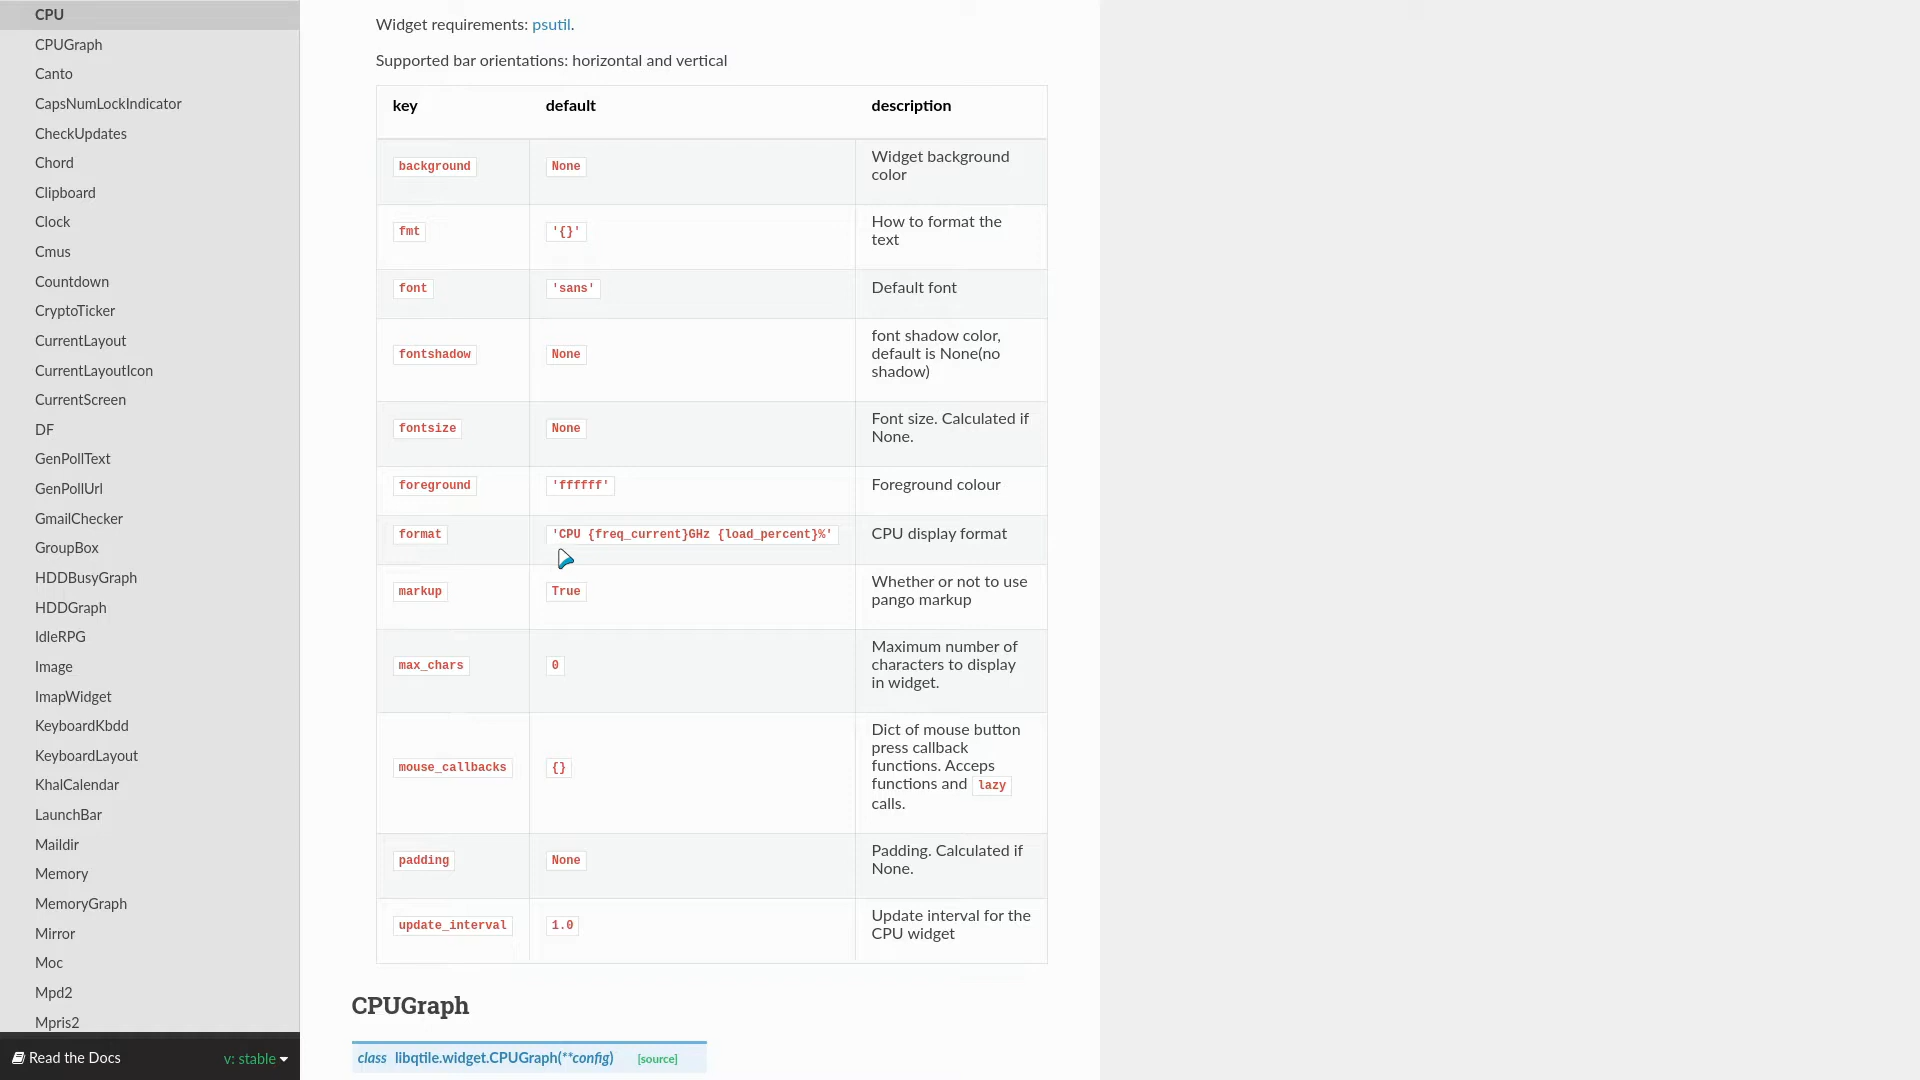 CPU
CPUGraph
Canto
CapsNumLockIndicator
CheckUpdates
Chord
Clipboard
Clock
Cmus
Countdown
CryptoTicker
CurrentLayout
CurrentLayoutIcon
CurrentScreen
DF
GenPollText
GenPollUrl
GmailChecker
GroupBox
HDDBusyGraph
HDDGraph
IdleRPG
Image
ImapWidget
KeyboardKbdd
KeyboardLayout
KhalCalendar
LaunchBar
Maildir
Memory
MemoryGraph
Mirror
Moc
Mpd2
Mpris2
Read the Docs v: stable
Widget requirements: psutil.
Supported bar orientations: horizontal and vertical
key default description
background None Widget background
color
fmt '{}' How to format the
text
font 'sans' Default font
fontshadow None font shadow color,
default is None(no
shadow)
fontsize None Font size. Calculated if
None.
foreground 'ffffff' Foreground colour
format 'CPU {freq_current}GHz {load_percent}%' CPU display format
markup True Whether or not to use
pango markup
max_chars 0 Maximum number of
characters to display
in widget.
mouse_callbacks {} Dict of mouse button
press callback
functions. Acceps
functions and lazy
calls.
padding None Padding. Calculated if
None.
update_interval 1.0 Update interval for the
CPU widget
CPUGraph
class libqtile.widget.CPUGraph(**config) [source]